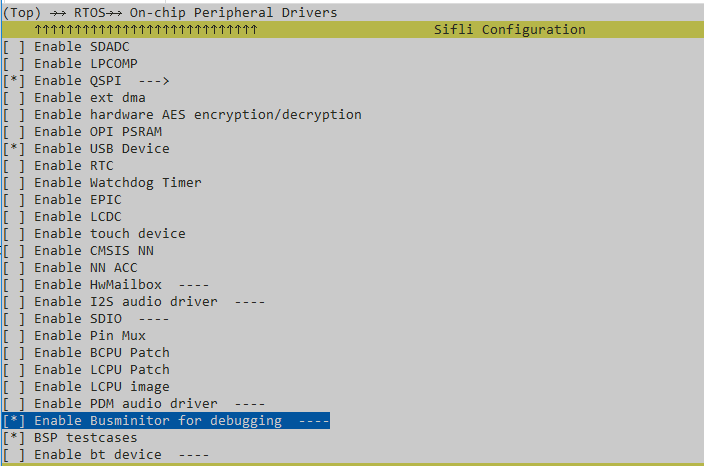 (Top) →→ RTOS→→ On-chip Peripheral Drivers
↑↑↑↑↑↑↑↑↑↑↑↑↑↑↑↑↑↑↑↑↑↑↑↑↑↑↑↑ Sifli Configuration
[ ] Enable SDADC
[ ] Enable LPCOMP
[*] Enable QSPI --->
[ ] Enable ext dma
[ ] Enable hardware AES encryption/decryption
[ ] Enable OPI PSRAM
[*] Enable USB Device
[ ] Enable RTC
[ ] Enable Watchdog Timer
[ ] Enable EPIC
[ ] Enable LCDC
[ ] Enable touch device
[ ] Enable CMSIS NN
[ ] Enable NN ACC
[ ] Enable HwMailbox ----
[ ] Enable I2S audio driver ----
[ ] Enable SDIO ----
[ ] Enable Pin Mux
[ ] Enable BCPU Patch
[ ] Enable LCPU Patch
[ ] Enable LCPU image
[ ] Enable PDM audio driver ----
[*] Enable Busminitor for debugging ----
[*] BSP testcases
[ ] Enable bt device ----